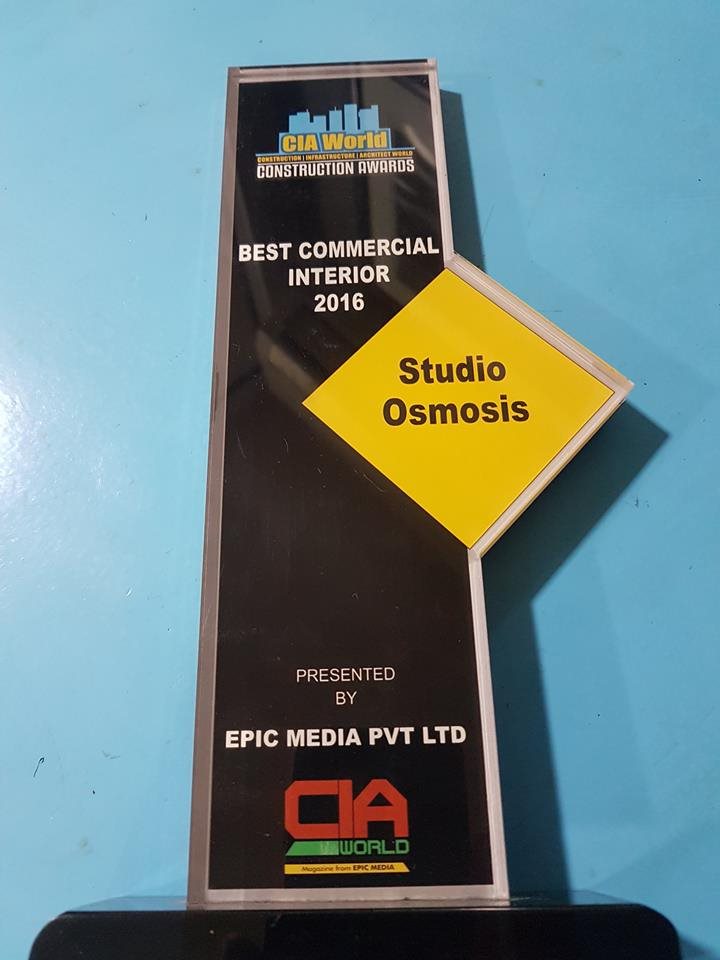 CIA World
CONSTRUCTION | INFRASTRUCTURE | ARCHITECT WORLD
CONSTRUCTION AWARDS
BEST COMMERCIAL
INTERIOR
2016
Studio
Osmosis
PRESENTED
BY
EPIC MEDIA PVT LTD
CIA
WORLD
Magazine from EPIC MEDIA